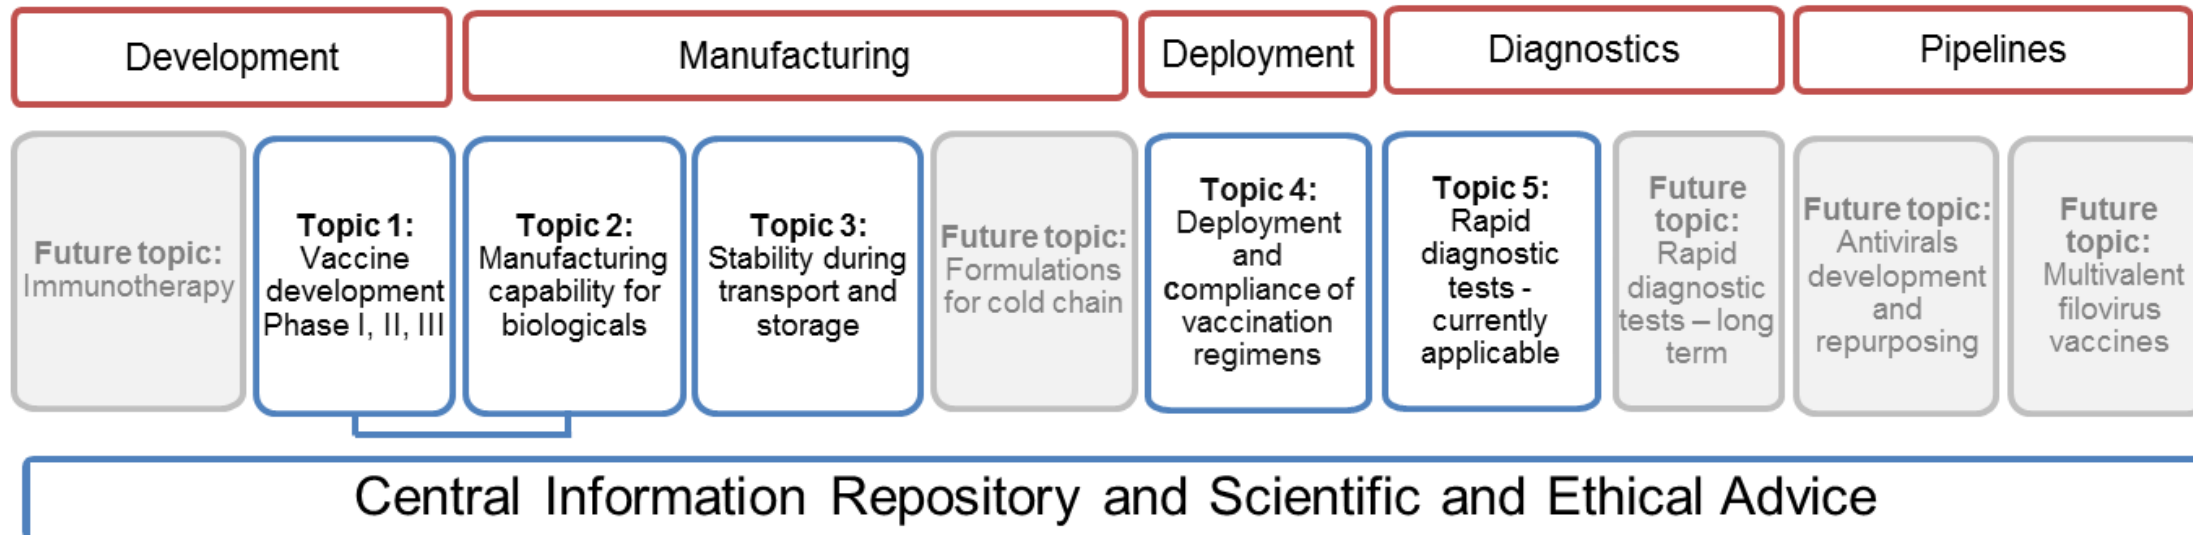 Development
Manufacturing
Deployment
Diagnostics
Pipelines
Future topic:
Immunotherapy
Topic 1:
Vaccine
development
Phase I, II, III
Topic 2:
Manufacturing
capability for
biologicals
Topic 3:
Stability during
transport and
storage
Future topic:
Formulations
for cold chain
Topic 4:
Deployment
and
compliance of
vaccination
regimens
Topic 5:
Rapid
diagnostic
tests -
currently
applicable
Future
topic:
Rapid
diagnostic
tests – long
term
Future topic:
Antivirals
development
and
repurposing
Future
topic:
Multivalent
filovirus
vaccines
Central Information Repository and Scientific and Ethical Advice